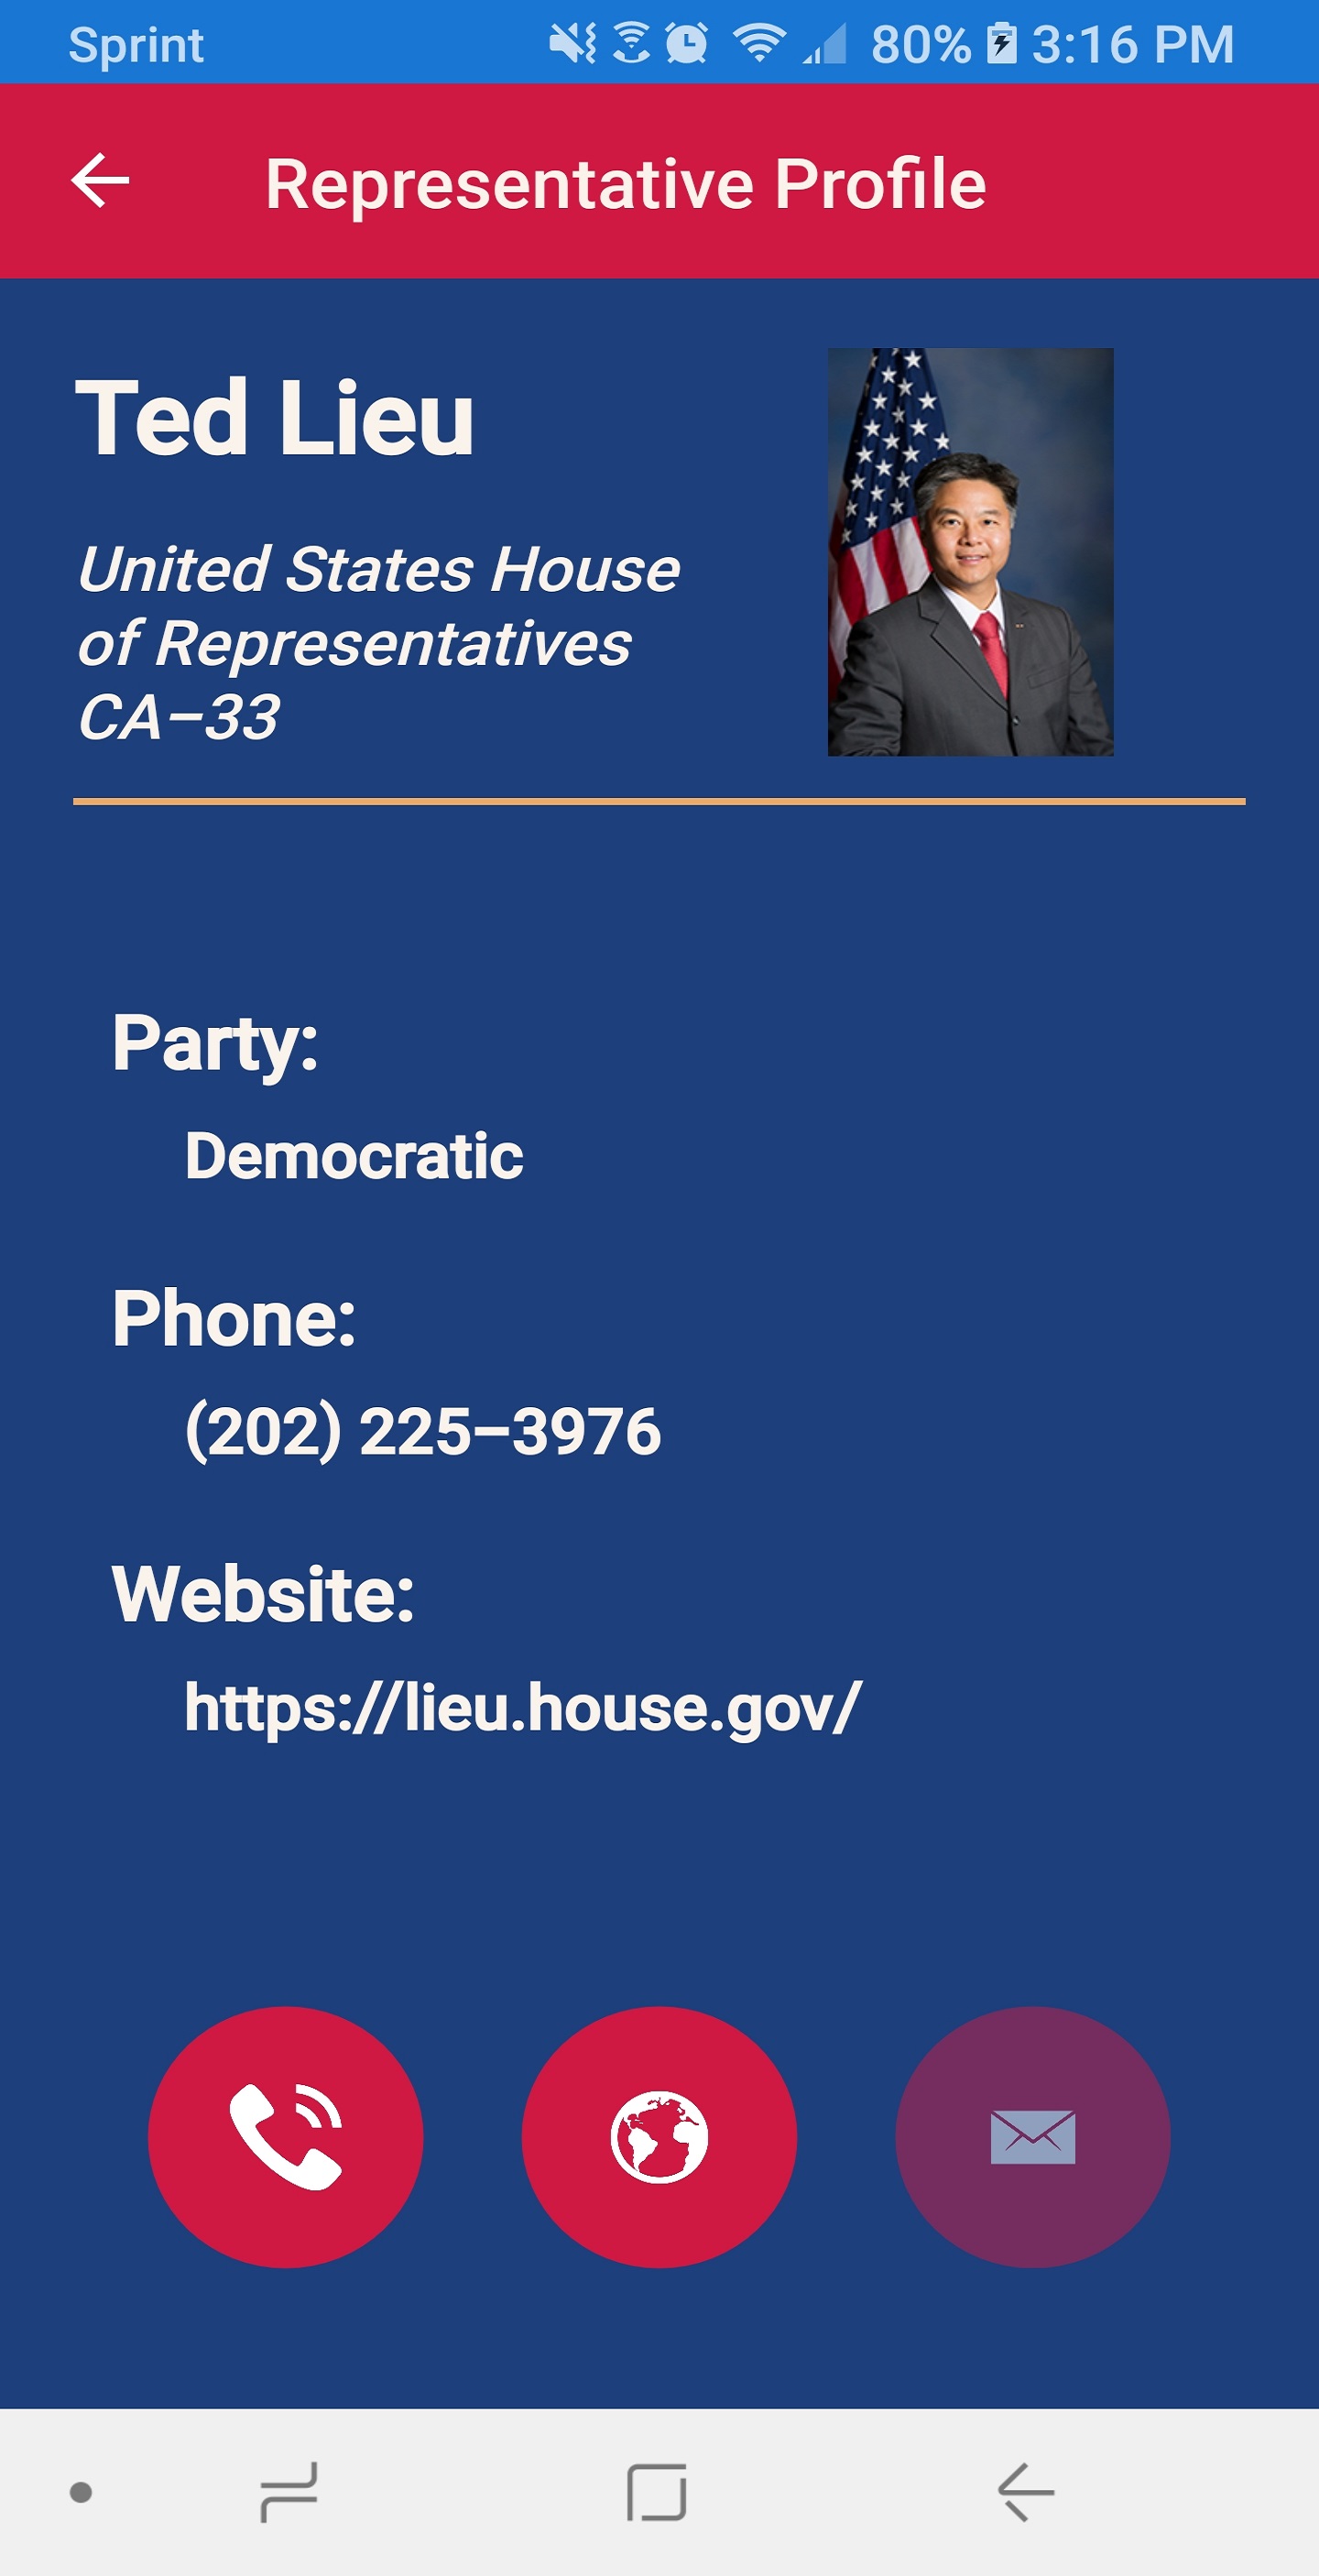 Sprint 80% 3:16 PM
Representative Profile
Ted Lieu
United States House
of Representatives
CA-33
Party:
Democratic
Phone:
(202) 225-3976
Website:
https://lieu.house.gov/